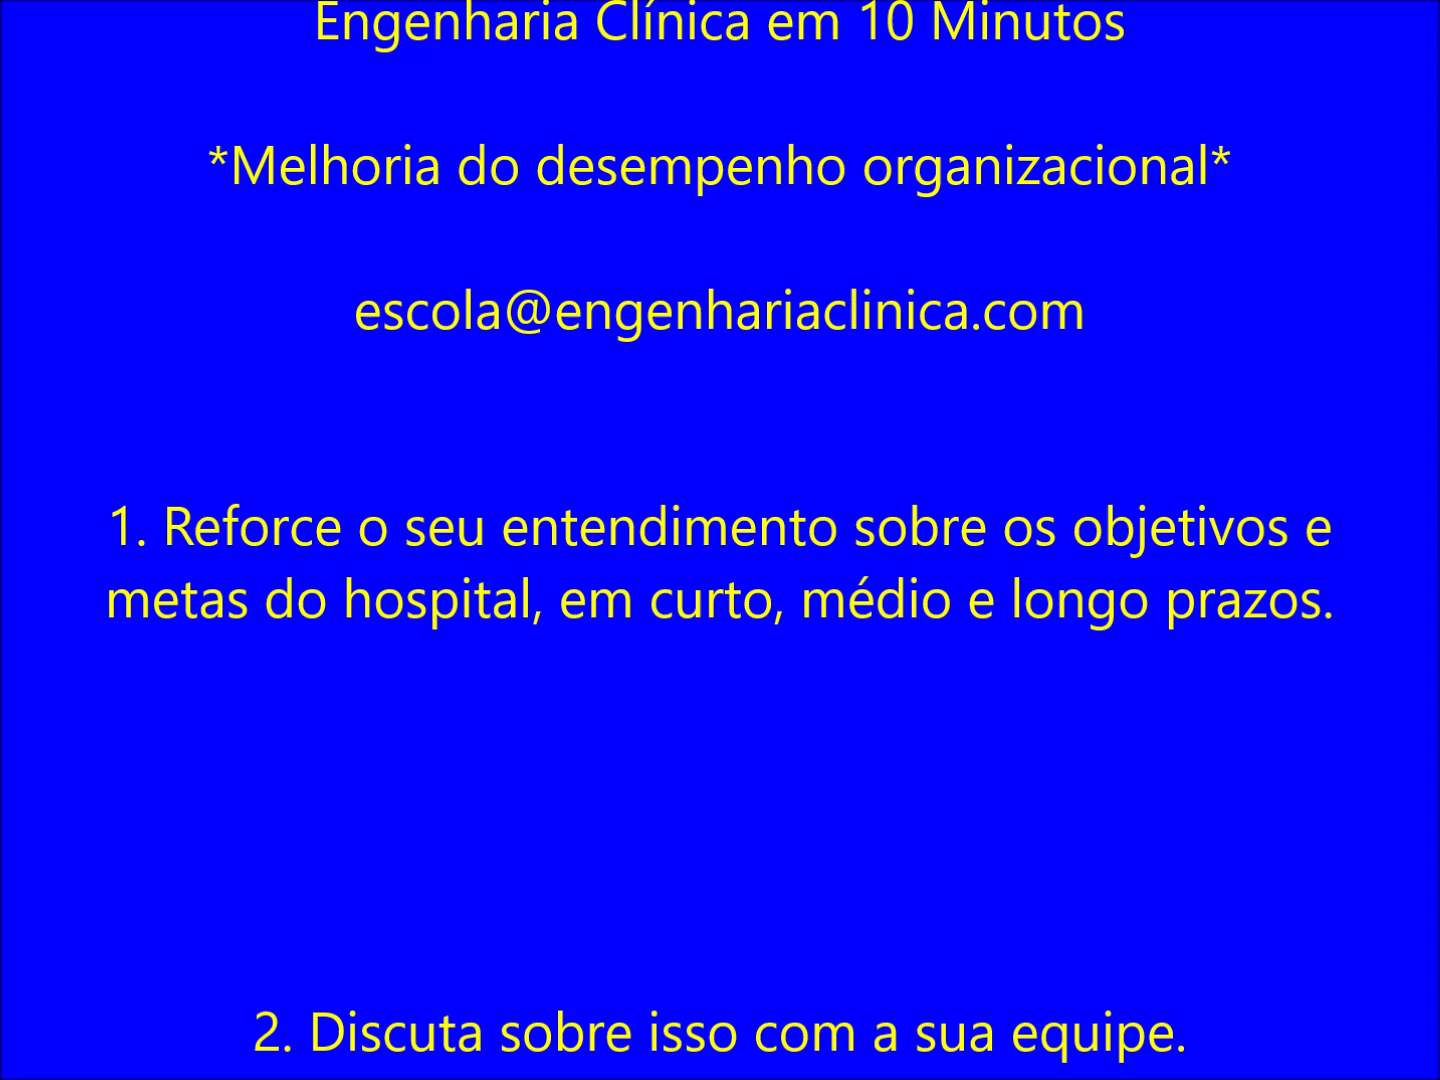 Engenharia Clínica em 10 Minutos
*Melhoria do desempenho organizacional*
escola@engenhariaclinica.com
1. Reforce o seu entendimento sobre os objetivos e
metas do hospital, em curto, médio e longo prazos.
2. Discuta sobre isso com a sua equipe.